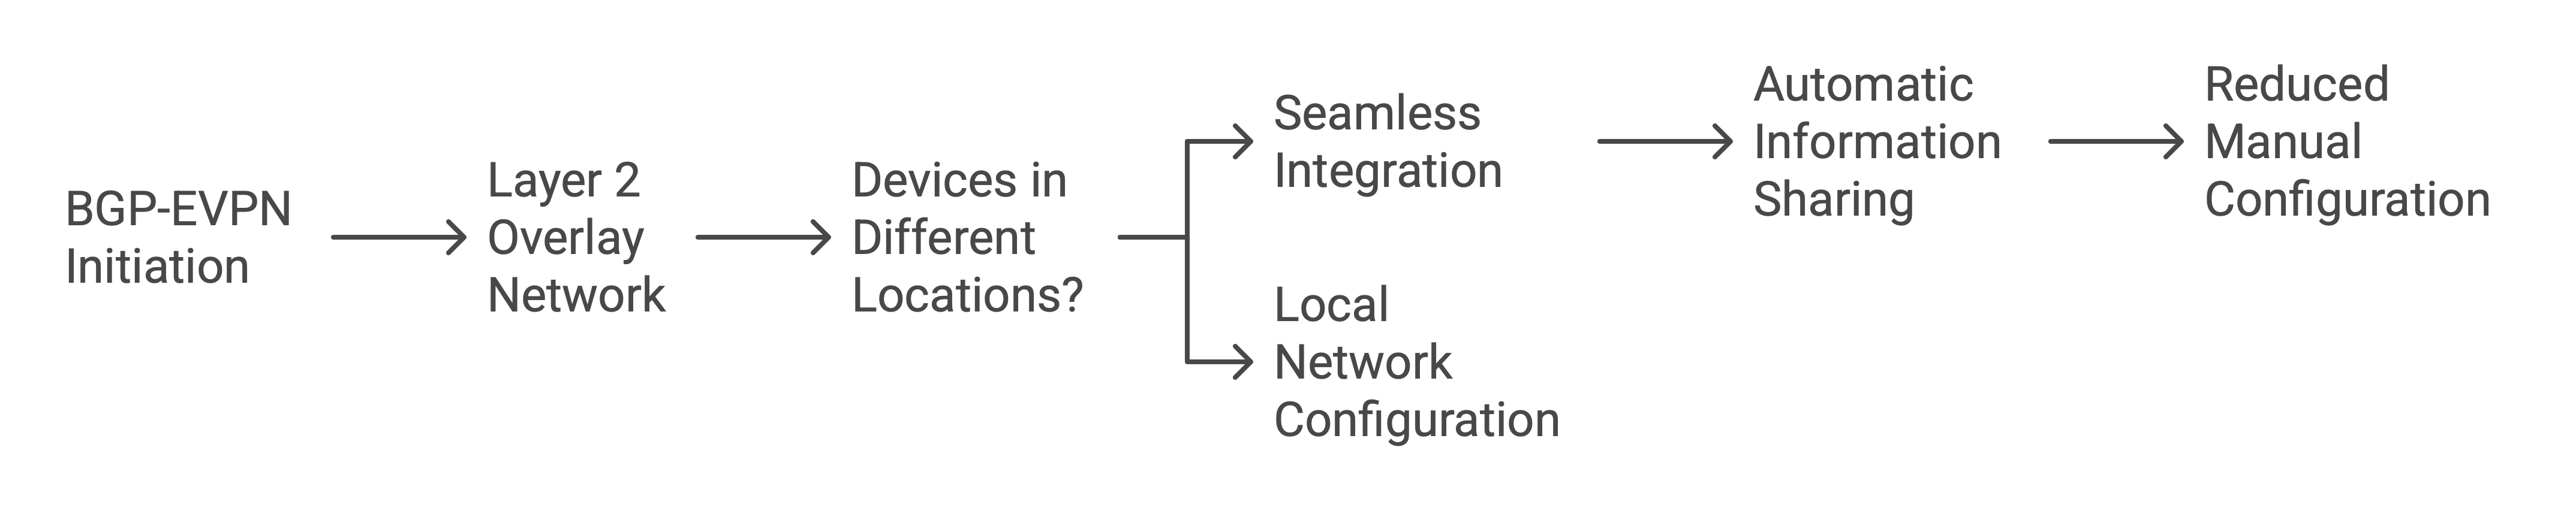 BGP-EVPN
Initiation
Layer 2
Overlay
Network
Devices in
Different
Locations?
Seamless
Integration
Automatic
Information
Sharing
Reduced
Manual
Configuration
Local
Network
Configuration